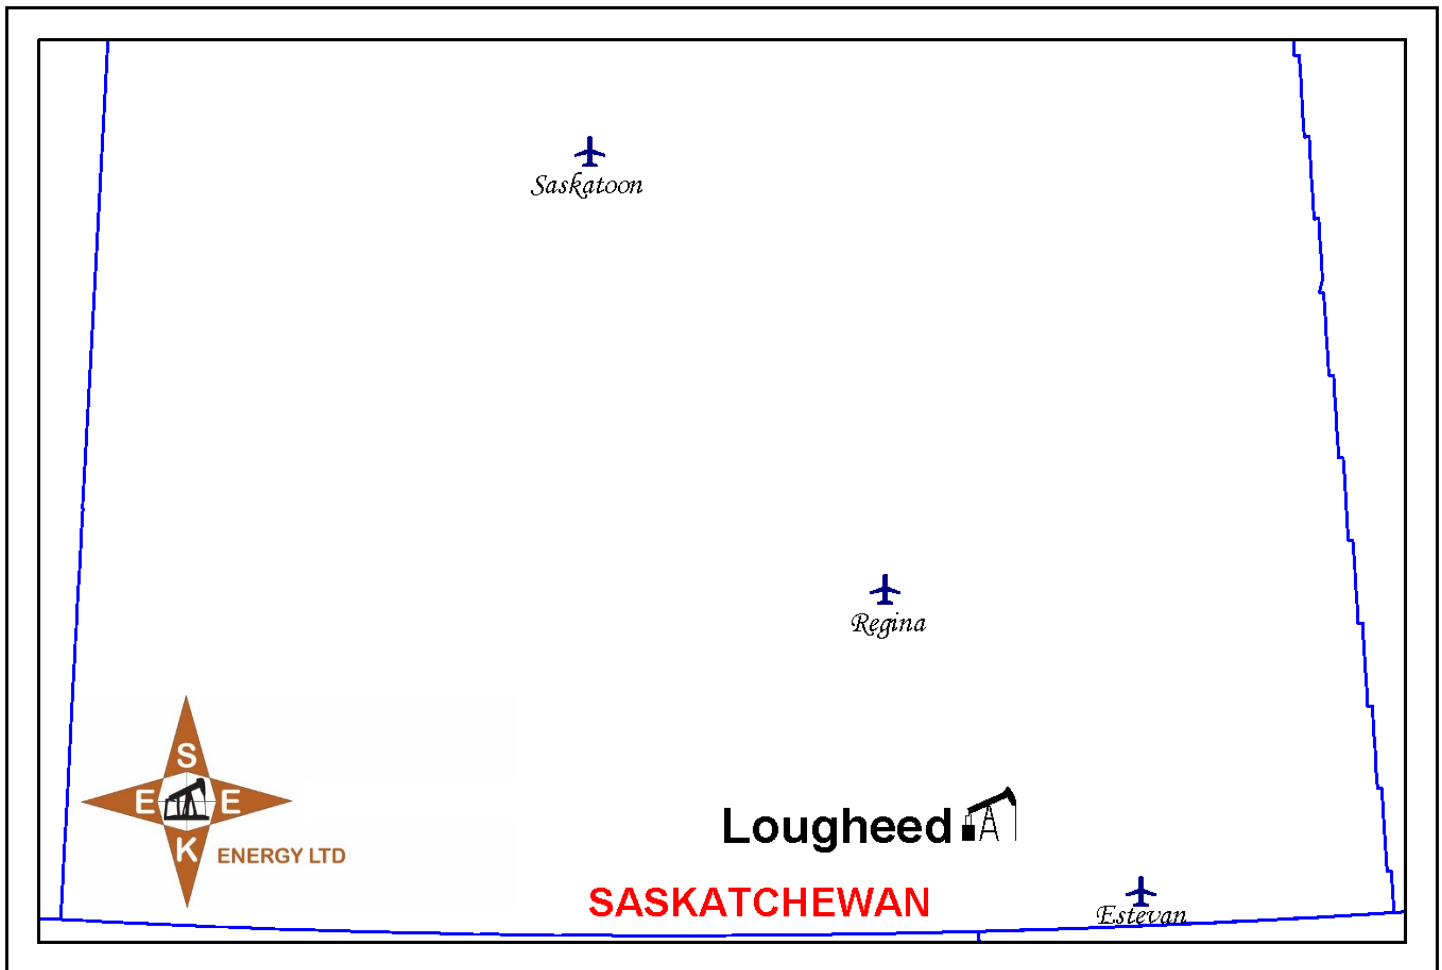 Saskatoon
Regina
S
E E
K ENERGY LTD
Lougheed
SASKATCHEWAN
Estevan